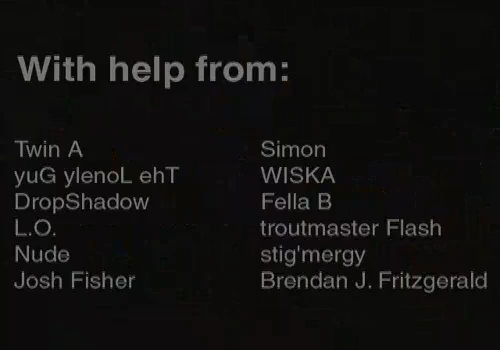 With help from:
Twin A
yuG ylenoL ehT
DropShadow
L.O.
Nude
Josh Fisher
Simon
WISKA
Fella B
troutmaster Flash
stig'mergy
Brendan J. Fritzgerald